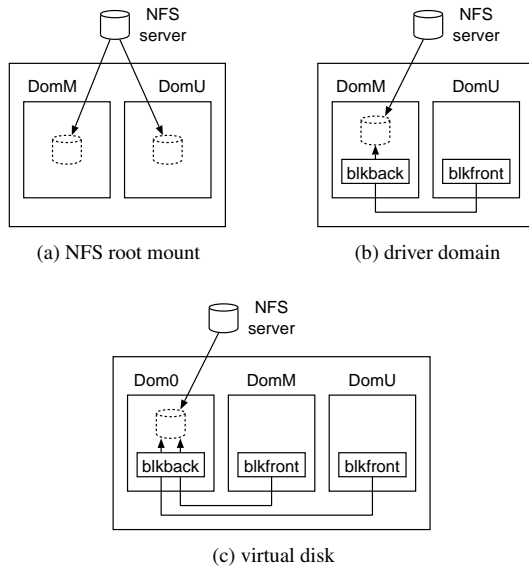 NFS
server
DomM DomU
(a) NFS root mount
NFS
server
DomM DomU
blkback blkfront
(b) driver domain
NFS
server
Dom0 DomM DomU
blkback blkfront blkfront
(c) virtual disk